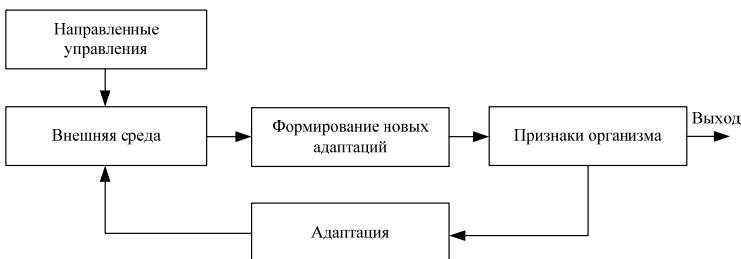 Направленные
управления
Внешняя среда
Формирование новых
адаптаций
Признаки организма
Выход
Адаптация